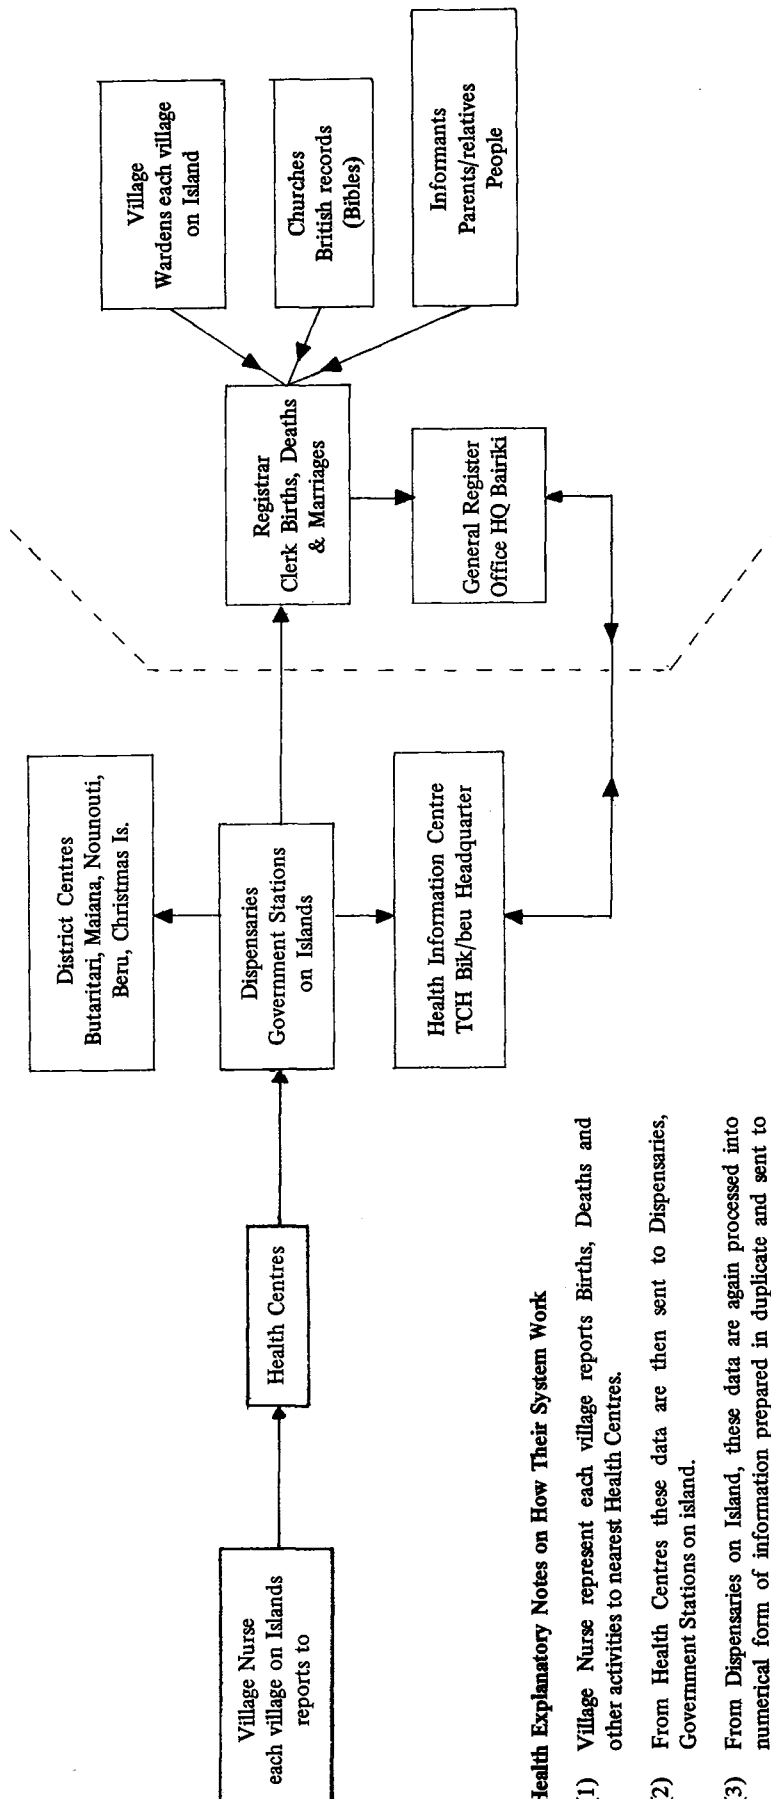 Village
Wardens each village
on Island
Churches
British records
(Bibles)
Informants
Parents/relatives
People
Registrar
Clerk Births, Deaths
& Marriages
General Register
Office HQ Bairiki
District Centres
Butaritari, Maiana, Nounouti,
Beru, Christmas Is.
Dispensaries
Government Stations
on Islands
Health Information Centre
TCH Bik/beu Headquarter
Health Centres
Village Nurse
each village on Islands
reports to
Health Explanatory Notes on How Their System Work
(1) Village Nurse represent each village reports Births, Deaths and
other activities to nearest Health Centres.
(2) From Health Centres these data are then sent to Dispensaries,
Government Stations on island.
(3) From Dispensaries on Island, these data are again processed into
numerical form of information prepared in duplicate and sent to